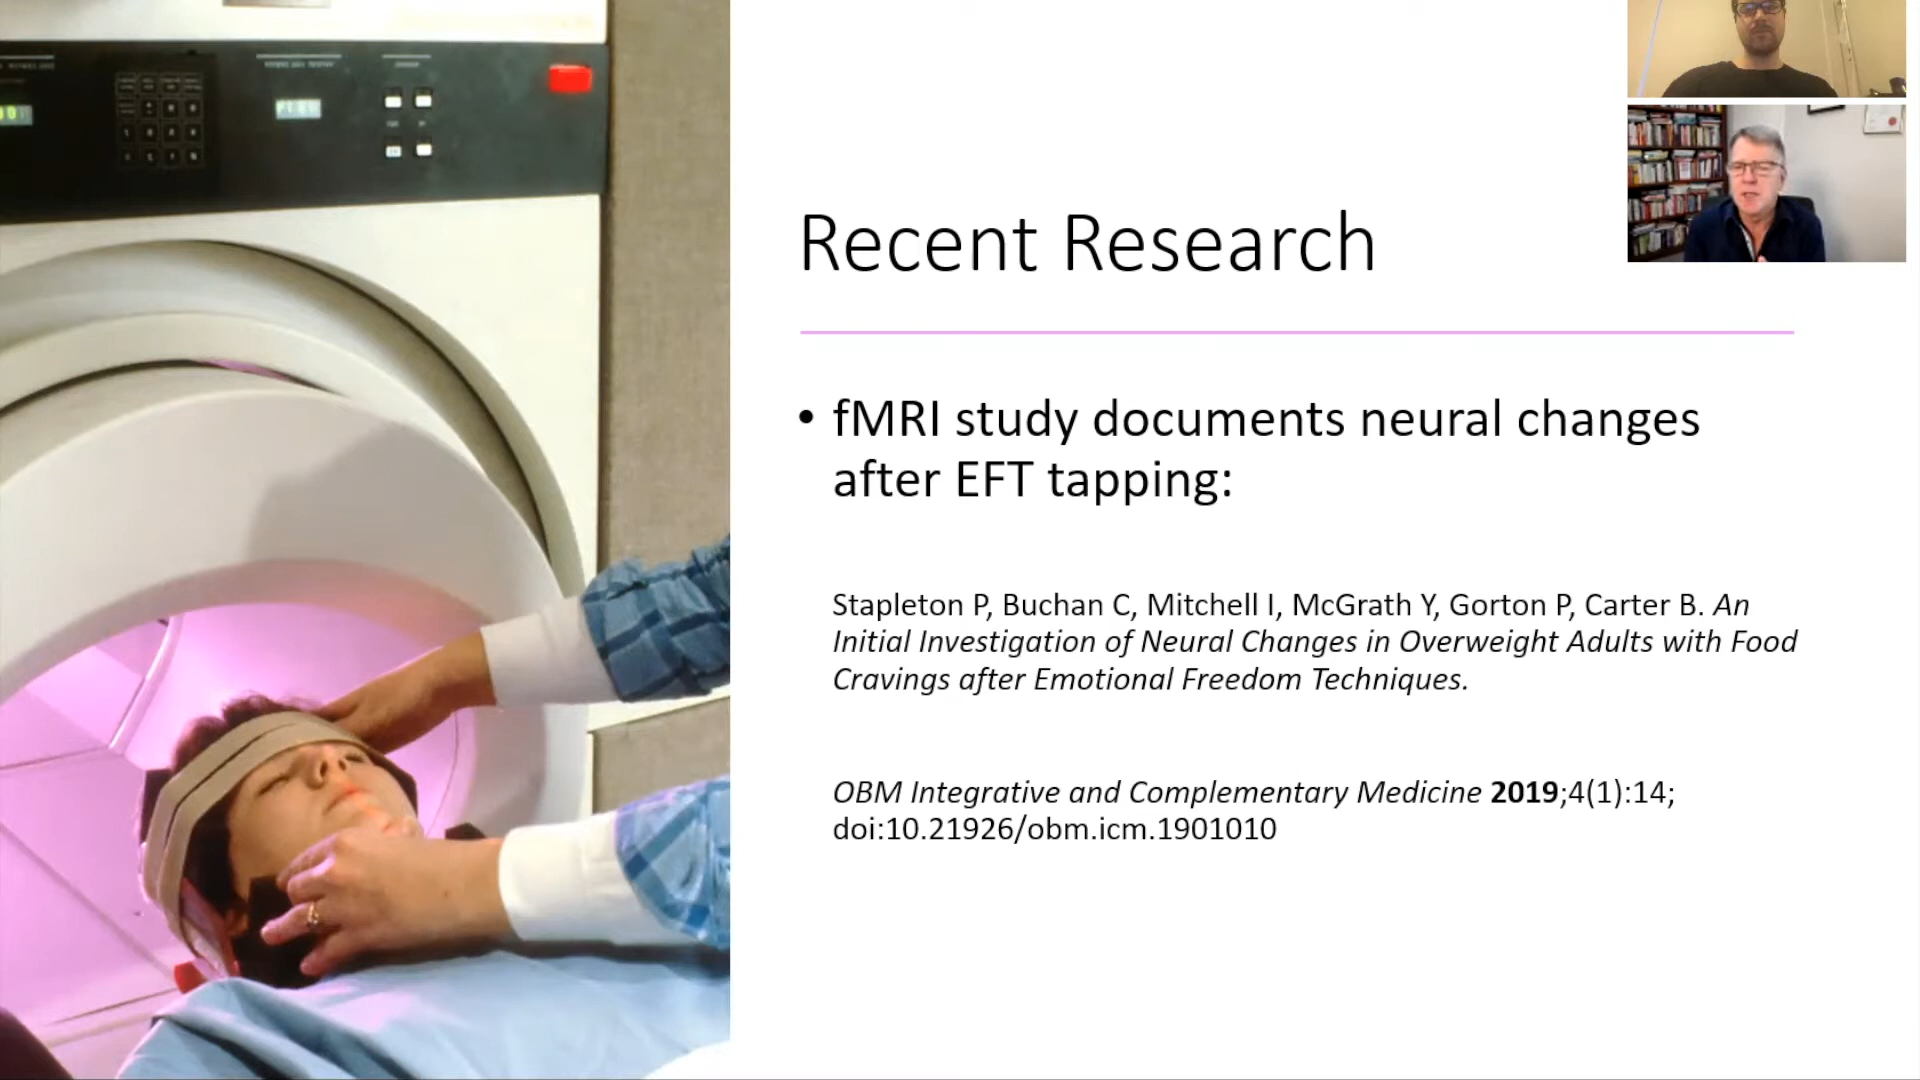 Recent Research
• fMRI study documents neural changes
after EFT tapping:
Stapleton P, Buchan C, Mitchell I, McGrath Y, Gorton P, Carter B. An
Initial Investigation of Neural Changes in Overweight Adults with Food
Cravings after Emotional Freedom Techniques.
OBM Integrative and Complementary Medicine 2019;4(1):14;
doi:10.21926/obm.icm.1901010